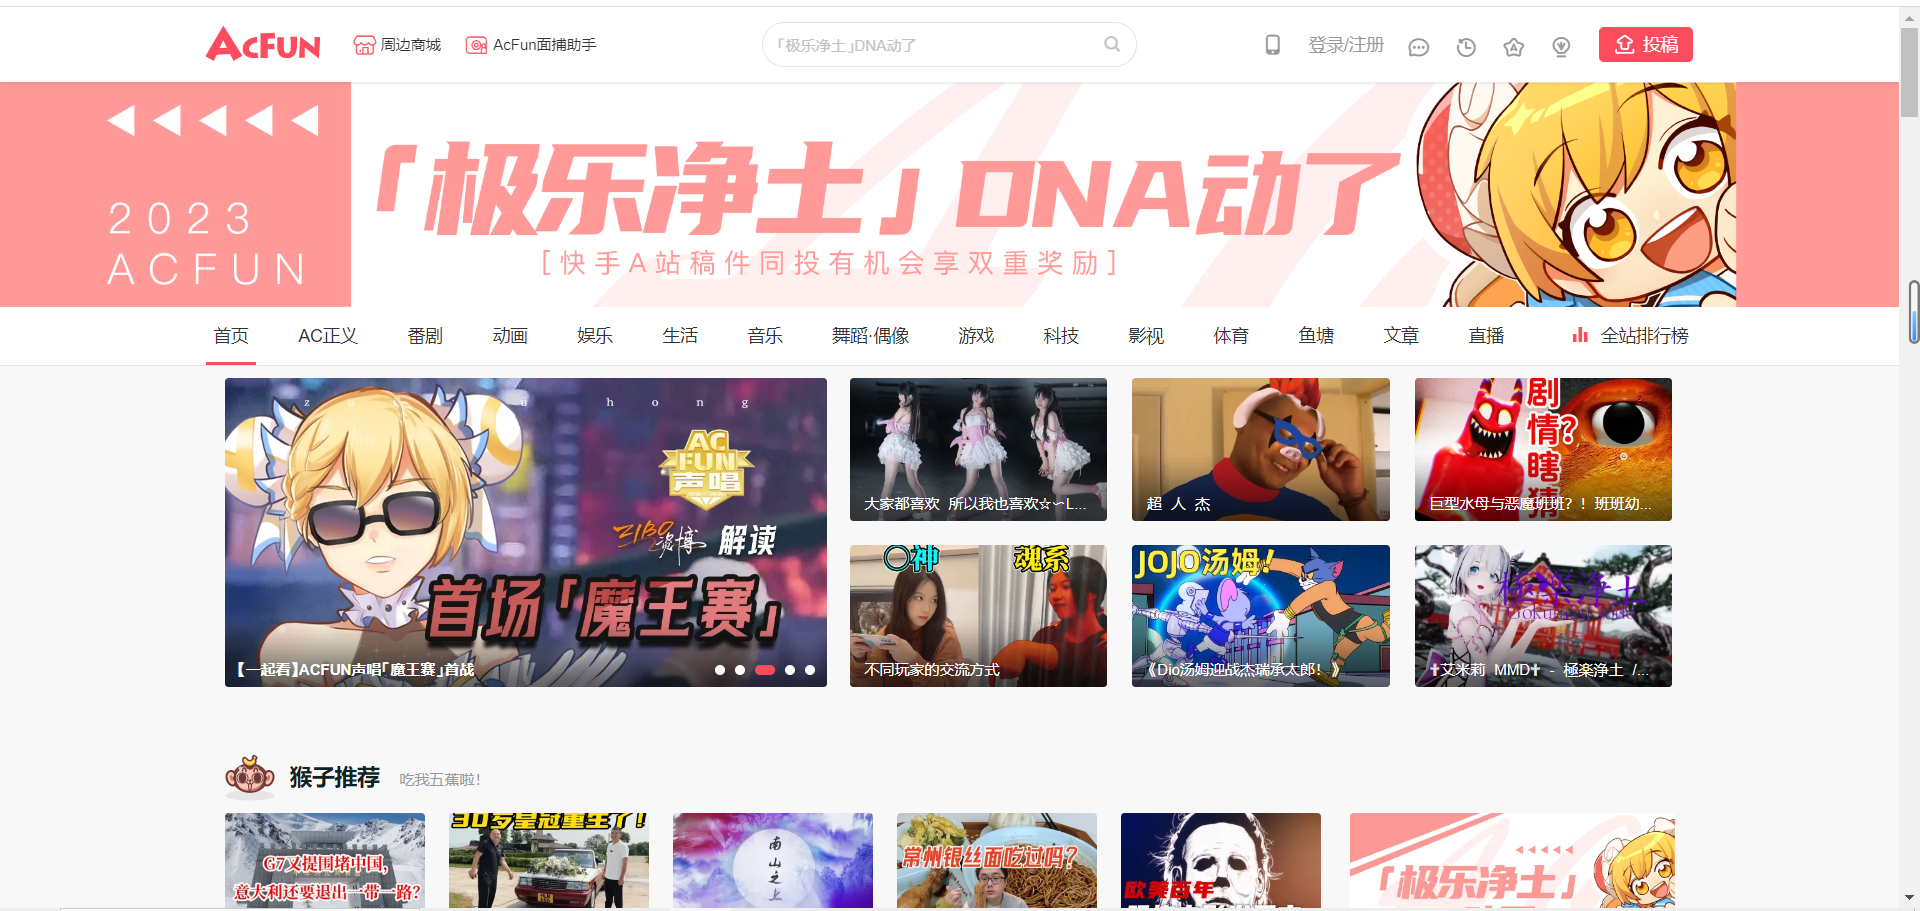 AcFUN
周边商城
AcFun面捕助手
「极乐净土」DNA动了
登录/注册
投稿
2023
ACFUN
「极乐净土」DNA动了
[快手A站稿件同投有机会享双重奖励]
首页
AC正义
番剧
动画
娱乐
生活
音乐
舞蹈·偶像
游戏
科技
影视
体育
鱼塘
文章
直播
全站排行榜
AC
FUN
声唱
ZIBO
解读
首场「魔王赛」
【一起看】ACFUN声唱「魔王赛」首战
大家都喜欢 所以我也喜欢☆~L...
超 人 杰
剧情?瞎猜
巨型水母与恶魔班班？！班班幼...
〇神
魂系
不同玩家的交流方式
JOJO汤姆!
《Dio汤姆迎战杰瑞承太郎！》
極楽浄土
✝艾米莉 MMD✝ - 極楽浄土 /...
猴子推荐
吃我五蕉啦!
G7又提围堵中国,
意大利还要退出一带一路?
30岁皇冠重生了!
南山之上
常州银丝面吃过吗?
欧美百年
「极乐净土」